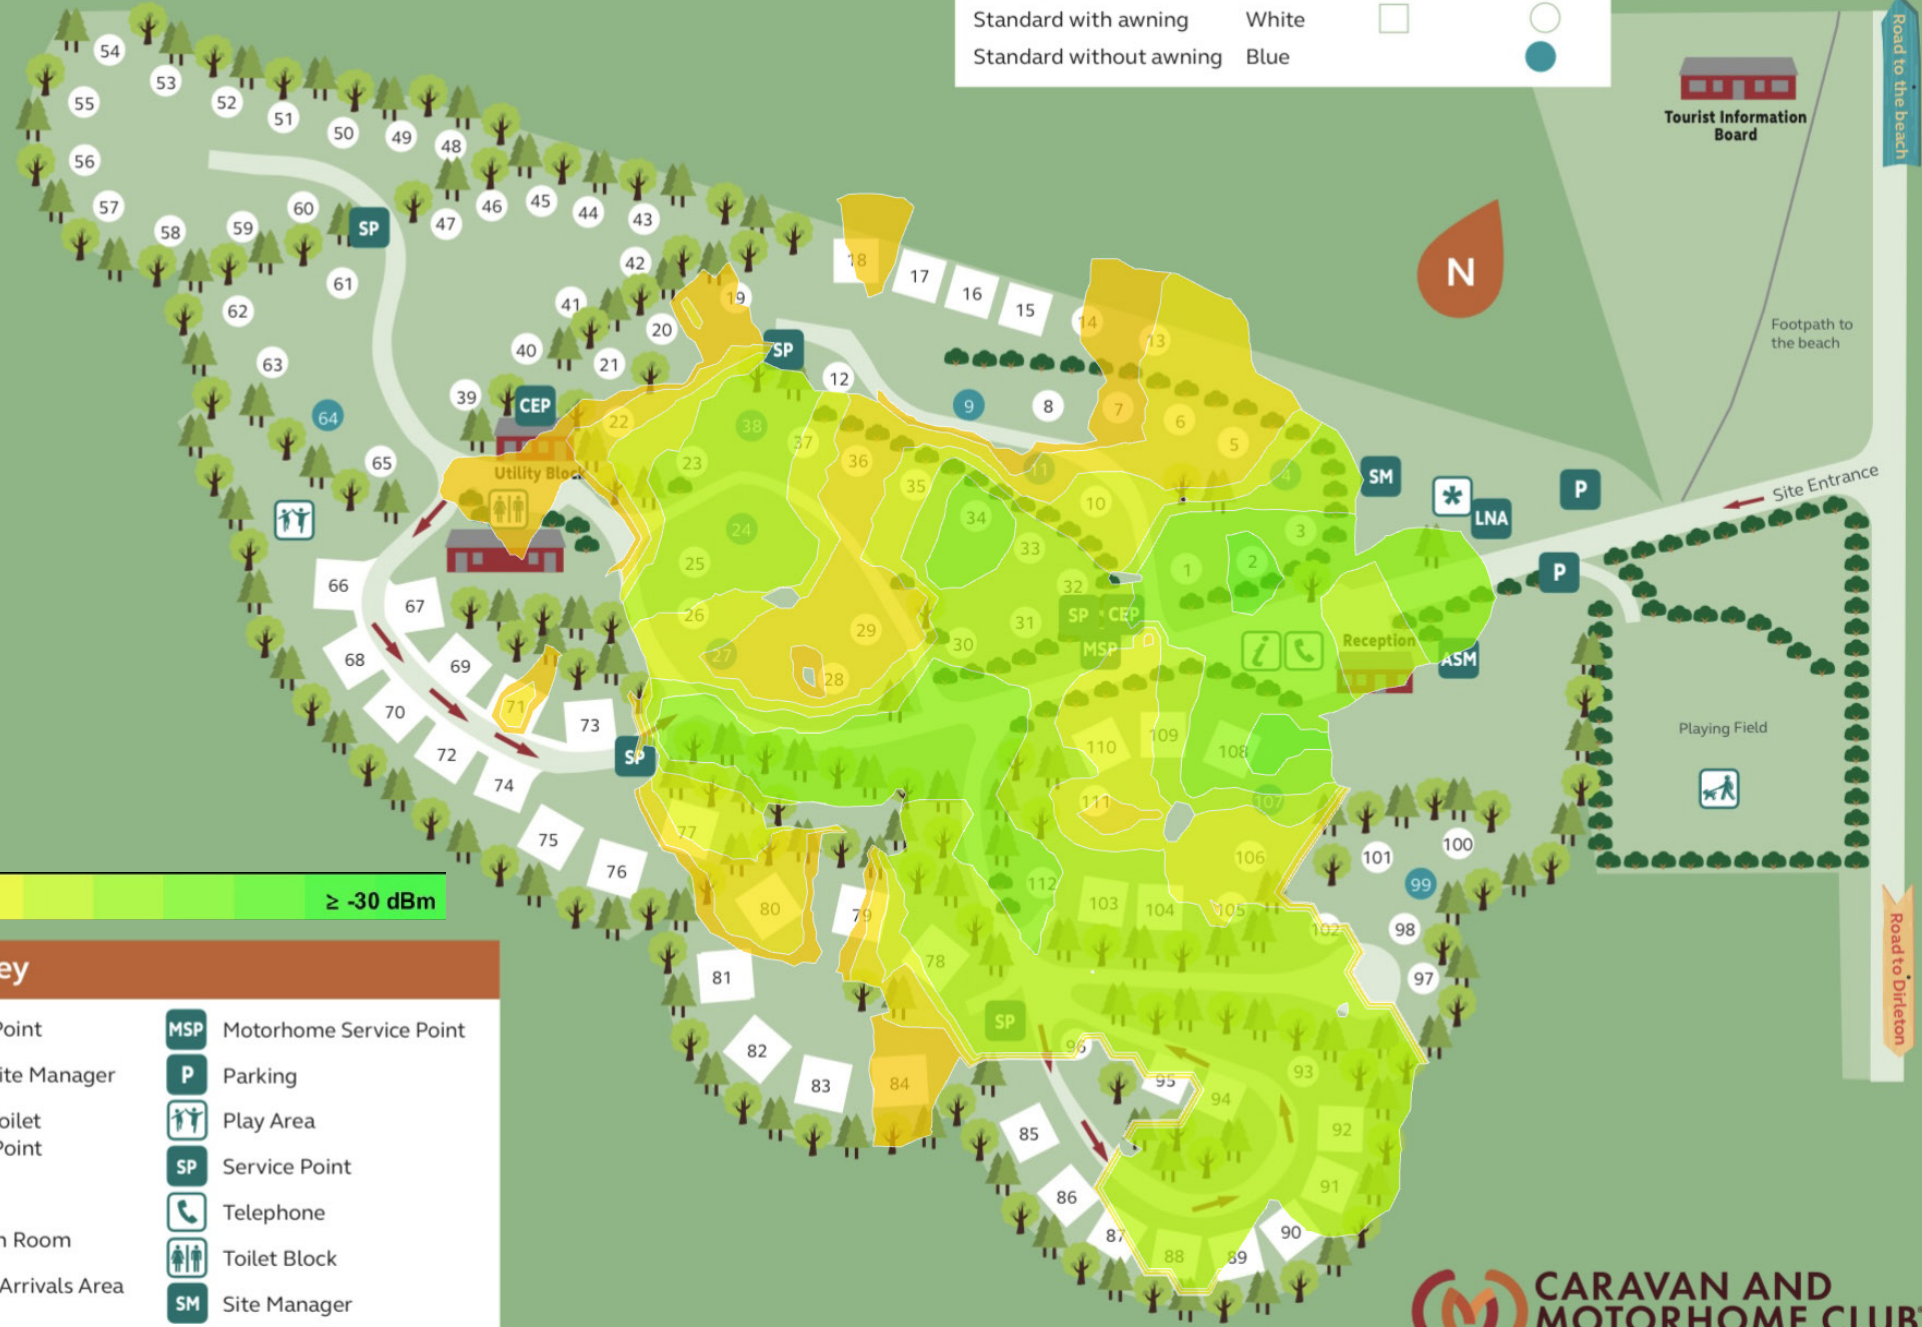 Standard with awning White
Standard without awning Blue
Road to the beach
Tourist Information
Board
54
53
52
51
50
49
48
55
56
57
58
59
60
SP
47
46
45
44
43
42
61
62
63
64
65
41
40
39
20
21
19
CEP
22
Utility Block
18
17
16
15
14
13
SP
12
9
8
7
6
5
4
11
10
N
Footpath to
the beach
38
37
36
35
34
33
32
31
30
23
24
25
26
27
28
29
3
2
1
SP CEP
MSP
i
SM
*
LNA
P
P
Site Entrance
Reception
ASM
Playing Field
66
67
68
69
70
71
72
73
74
75
76
SP
77
80
79
78
81
82
83
84
110
109
108
111
107
106
105
112
103
104
102
101
100
99
98
97
SP
96
95
94
93
92
91
90
89
88
87
86
85
≥ -30 dBm
ey
Point
MSP Motorhome Service Point
ite Manager
P Parking
oilet
Point
Play Area
SP Service Point
Telephone
n Room
Toilet Block
Arrivals Area
SM Site Manager
Road to Dirleton
CARAVAN AND
MOTORHOME CLUB